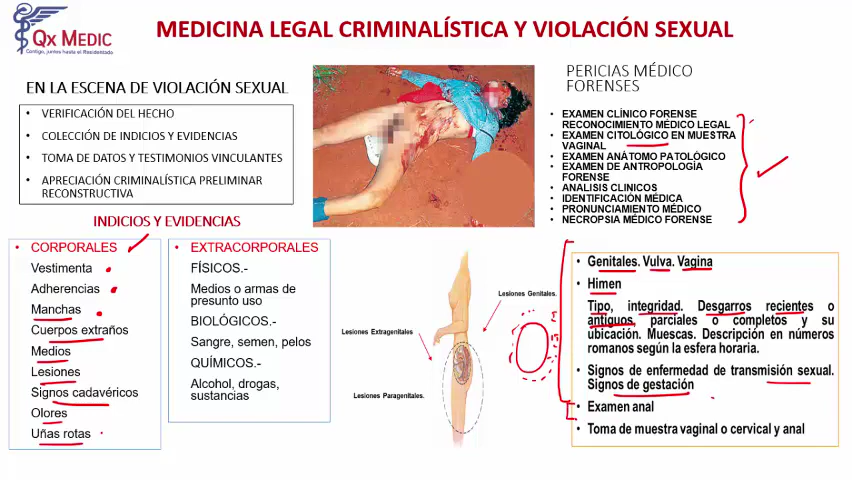 MEDICINA LEGAL CRIMINALÍSTICA Y VIOLACIÓN SEXUAL
QX MEDIC
Contigo, juntos hasta el Residentado
EN LA ESCENA DE VIOLACIÓN SEXUAL
• VERIFICACIÓN DEL HECHO
• COLECCIÓN DE INDICIOS Y EVIDENCIAS
• TOMA DE DATOS Y TESTIMONIOS VINCULANTES
• APRECIACIÓN CRIMINALÍSTICA PRELIMINAR
RECONSTRUCTIVA
PERICIAS MÉDICO
FORENSES
• EXAMEN CLÍNICO FORENSE
RECONOCIMIENTO MÉDICO LEGAL
• EXAMEN CITOLÓGICO EN MUESTRA
VAGINAL
• EXAMEN ANÁTOMO PATOLÓGICO
• EXAMEN DE ANTROPOLOGÍA
FORENSE
• ANALISIS CLINICOS
• IDENTIFICACIÓN MÉDICA
• PRONUNCIAMIENTO MÉDICO
• NECROPSIA MÉDICO FORENSE
INDICIOS Y EVIDENCIAS
• CORPORALES
Vestimenta
Adherencias
Manchas
Cuerpos extraños
Medios
Lesiones
Signos cadavéricos
Olores
Uñas rotas
• EXTRACORPORALES
FÍSICOS.-
Medios o armas de
presunto uso
BIOLÓGICOS.-
Sangre, semen, pelos
QUÍMICOS.-
Alcohol, drogas,
sustancias
Lesiones Genitales.
Lesiones Extragenitales
Lesiones Paragenitales.
• Genitales. Vulva. Vagina
• Himen
Tipo, integridad. Desgarros recientes o
antiguos, parciales o completos y su
ubicación. Muescas. Descripción en números
romanos según la esfera horaria.
• Signos de enfermedad de transmisión sexual.
Signos de gestación
• Examen anal
• Toma de muestra vaginal o cervical y anal